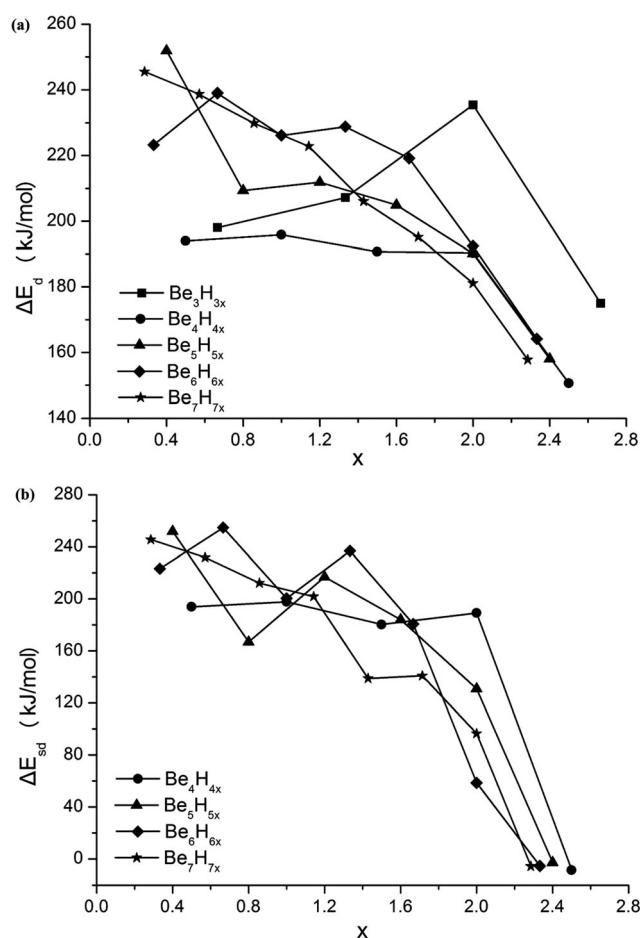 (a)
260
240
220
200
180
160
140
ΔE_d ( kJ/mol)
Be₃H₃ₓ
Be₄H₄ₓ
Be₅H₅ₓ
Be₆H₆ₓ
Be₇H₇ₓ
0.0 0.4 0.8 1.2 1.6 2.0 2.4 2.8
x
(b)
280
240
200
160
120
80
40
0
ΔE_sd ( kJ/mol)
Be₄H₄ₓ
Be₅H₅ₓ
Be₆H₆ₓ
Be₇H₇ₓ
0.0 0.4 0.8 1.2 1.6 2.0 2.4 2.8
x